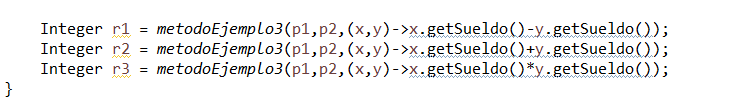 Integer r1 = metodoEjemplo3(p1,p2,(x,y)->x.getSueldo()-y.getSueldo());
Integer r2 = metodoEjemplo3(p1,p2,(x,y)->x.getSueldo()+y.getSueldo());
Integer r3 = metodoEjemplo3(p1,p2,(x,y)->x.getSueldo()*y.getSueldo());
}